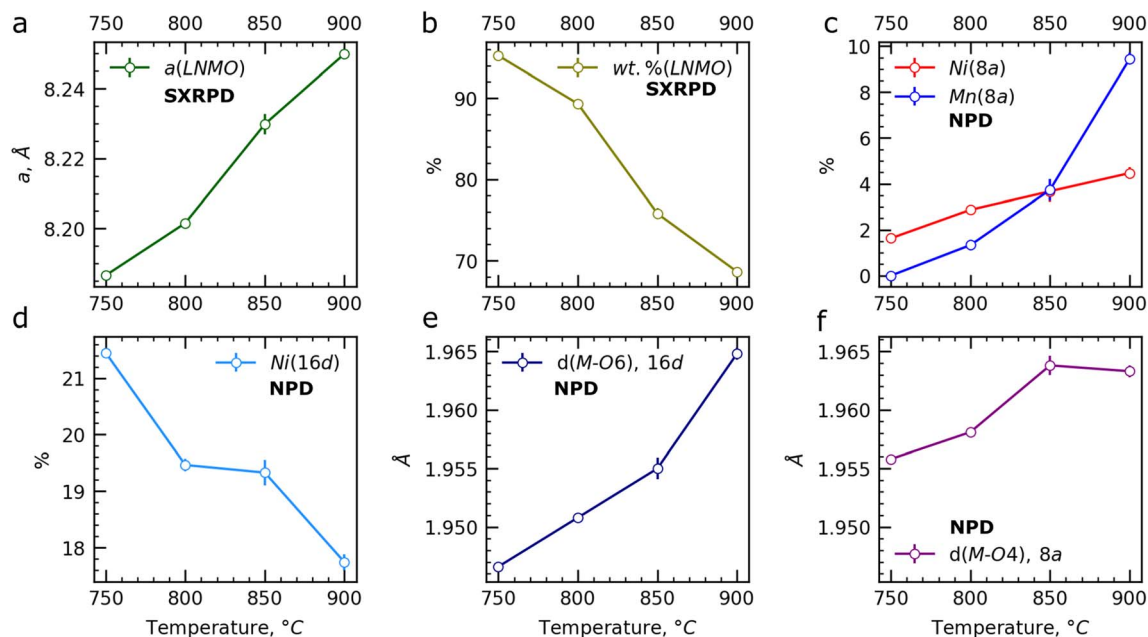 a
750 800 850 900
a(LNMO)
SXRPD
8.24
8.22
8.20
a, Å
b
750 800 850 900
wt.%(LNMO)
SXRPD
90
80
70
%
c
750 800 850 900
Ni(8a)
Mn(8a)
NPD
10
8
6
4
2
0
%
750 800 850 900
750 800 850 900
750 800 850 900
d
Ni(16d)
NPD
21
20
19
18
%
750 800 850 900
Temperature, °C
e
d(M-O6), 16d
NPD
1.965
1.960
1.955
1.950
Å
750 800 850 900
Temperature, °C
f
1.965
1.960
1.955
1.950
Å
NPD
d(M-O4), 8a
750 800 850 900
Temperature, °C